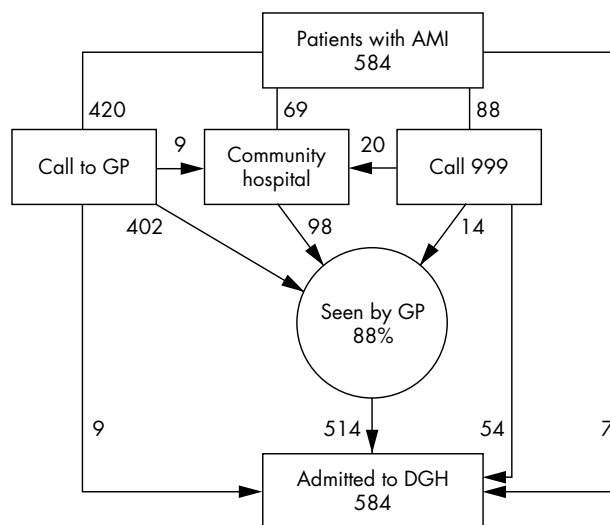 Patients with AMI
584
420
69
88
Call to GP
9
Community
hospital
20
Call 999
402
98
14
Seen by GP
88%
9
514
54
7
Admitted to DGH
584